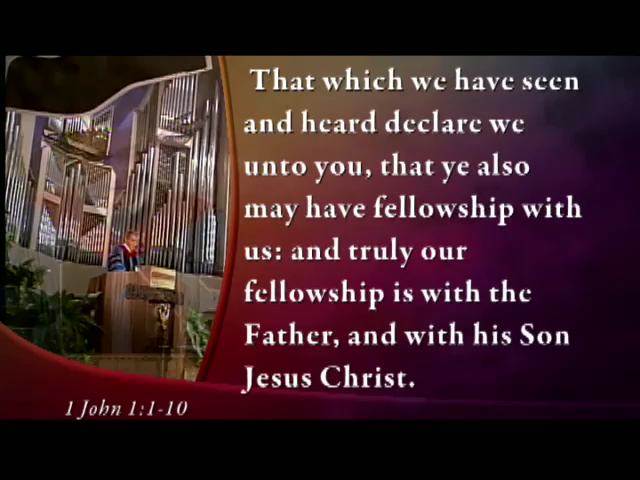 That which we have seen
and heard declare we
unto you, that ye also
may have fellowship with
us: and truly our
fellowship is with the
Father, and with his Son
Jesus Christ.
1 John 1:1-10